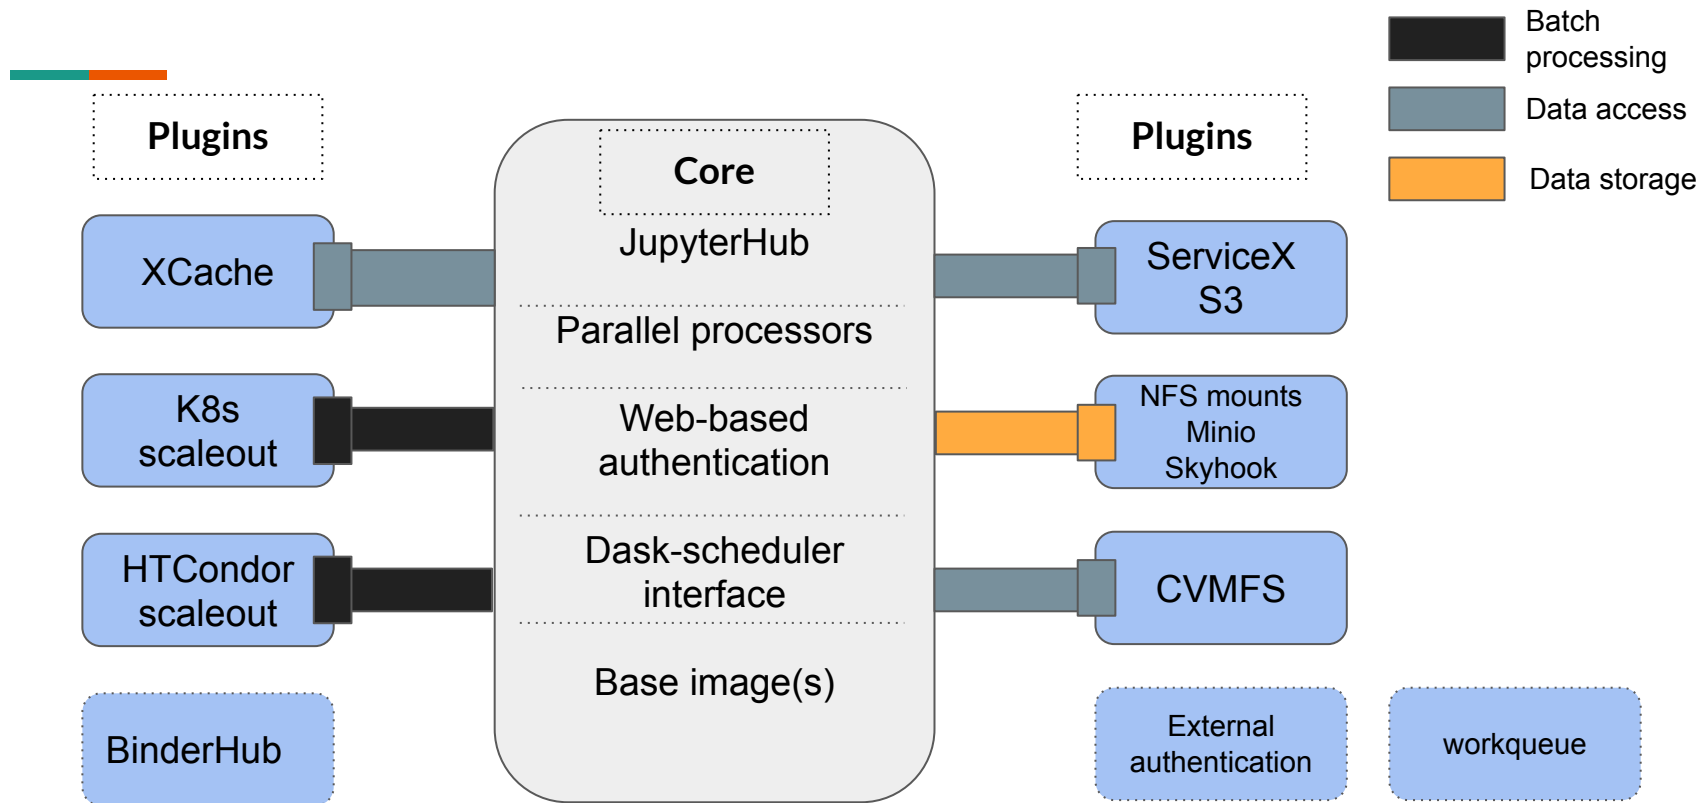 Batch
processing
Data access
Data storage
Plugins
XCache
K8s
scaleout
HTCondor
scaleout
BinderHub
Core
JupyterHub
Parallel processors
Web-based
authentication
Dask-scheduler
interface
Base image(s)
Plugins
ServiceX
S3
NFS mounts
Minio
Skyhook
CVMFS
External
authentication
workqueue